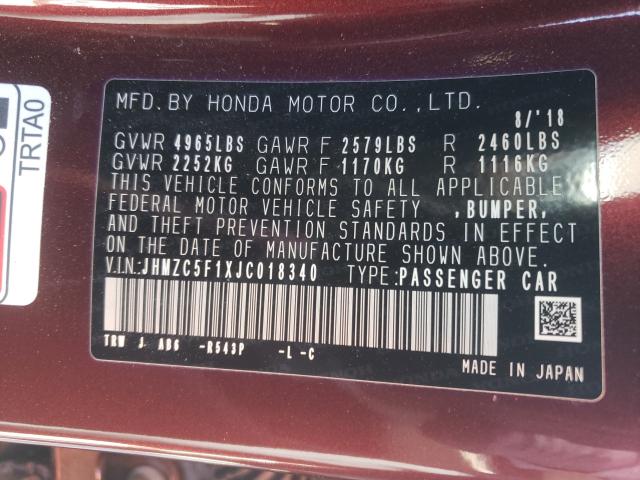 MFD. BY HONDA MOTOR CO.,LTD.
8/'18
GVWR 4965LBS GAWR F 2579LBS R 2460LBS
GVWR 2252KG GAWR F 1170KG R 1116KG
THIS VEHICLE CONFORMS TO ALL APPLICABLE
FEDERAL MOTOR VEHICLE SAFETY ,BUMPER,
AND THEFT PREVENTION STANDARDS IN EFFECT
ON THE DATE OF MANUFACTURE SHOWN ABOVE.
V.I.N.:JHMZC5F1XJC018340 TYPE:PASSENGER CAR
TRW J AD6 -R543P -L -C
MADE IN JAPAN
TRTA0